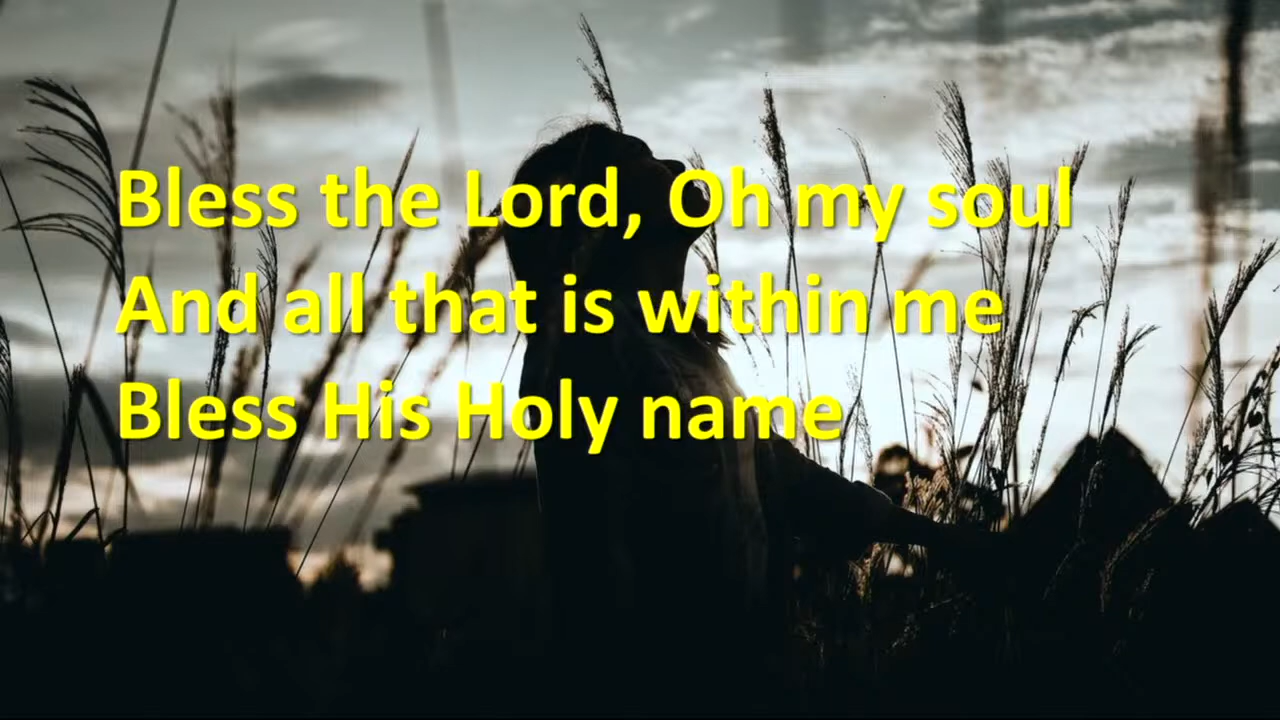 Bless the Lord, Oh my soul
And all that is within me
Bless His Holy name